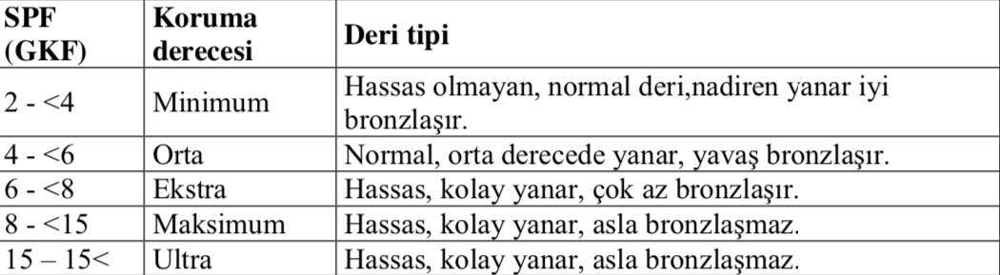 SPF (GKF) Koruma derecesi Deri tipi
2 - <4 Minimum Hassas olmayan, normal deri,nadiren yanar iyi bronzlaşır.
4 - <6 Orta Normal, orta derecede yanar, yavaş bronzlaşır.
6 - <8 Ekstra Hassas, kolay yanar, çok az bronzlaşır.
8 - <15 Maksimum Hassas, kolay yanar, asla bronzlaşmaz.
15 – 15< Ultra Hassas, kolay yanar, asla bronzlaşmaz.